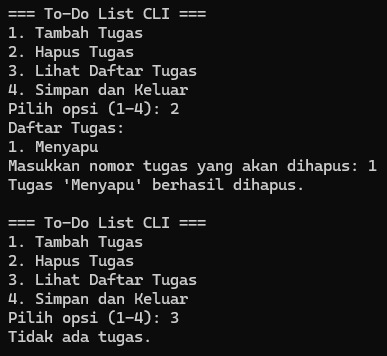 === To-Do List CLI ===
1. Tambah Tugas
2. Hapus Tugas
3. Lihat Daftar Tugas
4. Simpan dan Keluar
Pilih opsi (1-4): 2
Daftar Tugas:
1. Menyapu
Masukkan nomor tugas yang akan dihapus: 1
Tugas 'Menyapu' berhasil dihapus.

=== To-Do List CLI ===
1. Tambah Tugas
2. Hapus Tugas
3. Lihat Daftar Tugas
4. Simpan dan Keluar
Pilih opsi (1-4): 3
Tidak ada tugas.